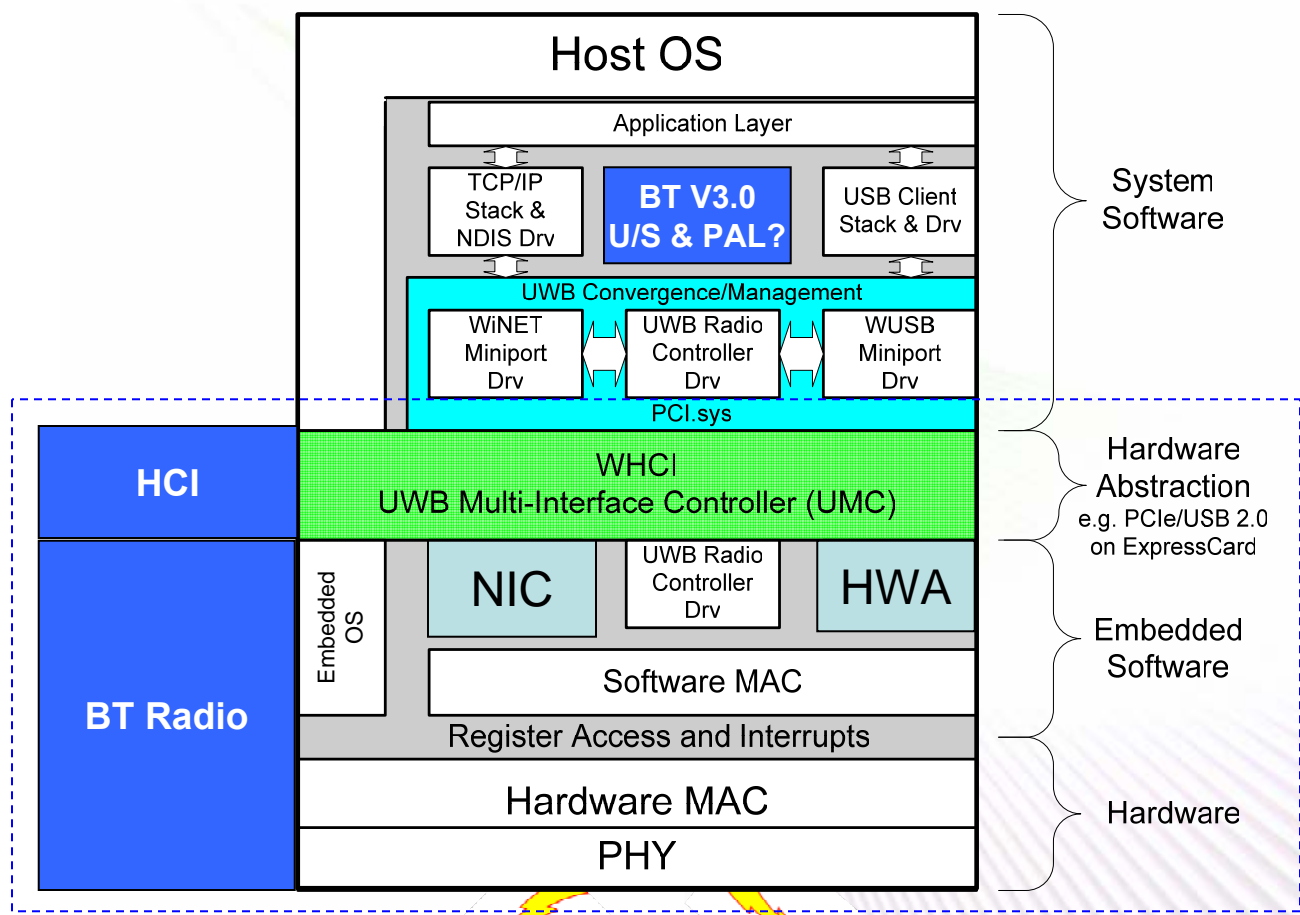 Host OS
Application Layer
TCP/IP
Stack &
NDIS Drv
BT V3.0
U/S & PAL?
USB Client
Stack & Drv
UWB Convergence/Management
WiNET
Miniport
Drv
UWB Radio
Controller
Drv
WUSB
Miniport
Drv
PCI.sys
System
Software
HCI
WHCI
UWB Multi-Interface Controller (UMC)
Hardware
Abstraction
e.g. PCIe/USB 2.0
on ExpressCard
BT Radio
Embedded
OS
NIC
UWB Radio
Controller
Drv
HWA
Software MAC
Register Access and Interrupts
Embedded
Software
Hardware MAC
PHY
Hardware